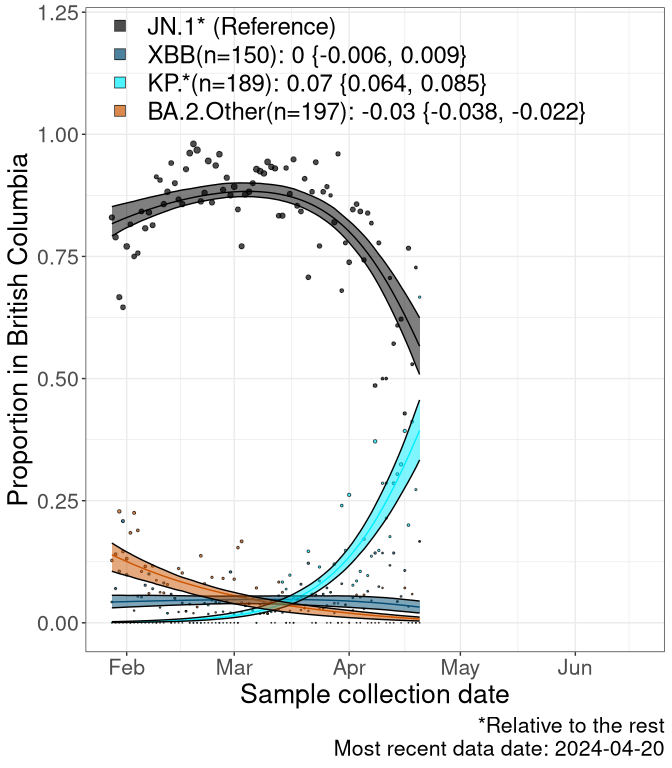 1.25
JN.1* (Reference)
XBB(n=150): 0 {-0.006, 0.009}
KP.*(n=189): 0.07 {0.064, 0.085}
BA.2.Other(n=197): -0.03 {-0.038, -0.022}
1.00
0.75
0.50
0.25
0.00
Proportion in British Columbia
Feb Mar Apr May Jun
Sample collection date
*Relative to the rest
Most recent data date: 2024-04-20